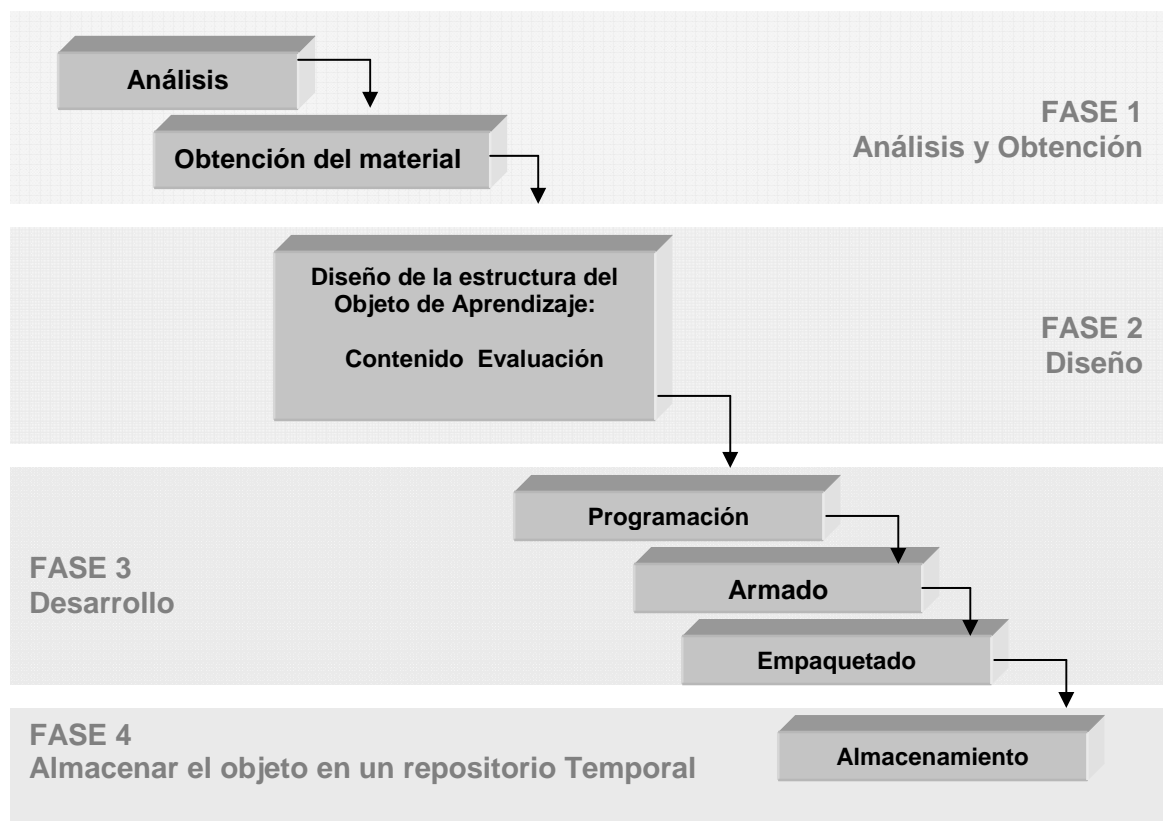 Análisis
Obtención del material
FASE 1
Análisis y Obtención
Diseño de la estructura del
Objeto de Aprendizaje:
Contenido Evaluación
FASE 2
Diseño
FASE 3
Desarrollo
Programación
Armado
Empaquetado
FASE 4
Almacenar el objeto en un repositorio Temporal
Almacenamiento